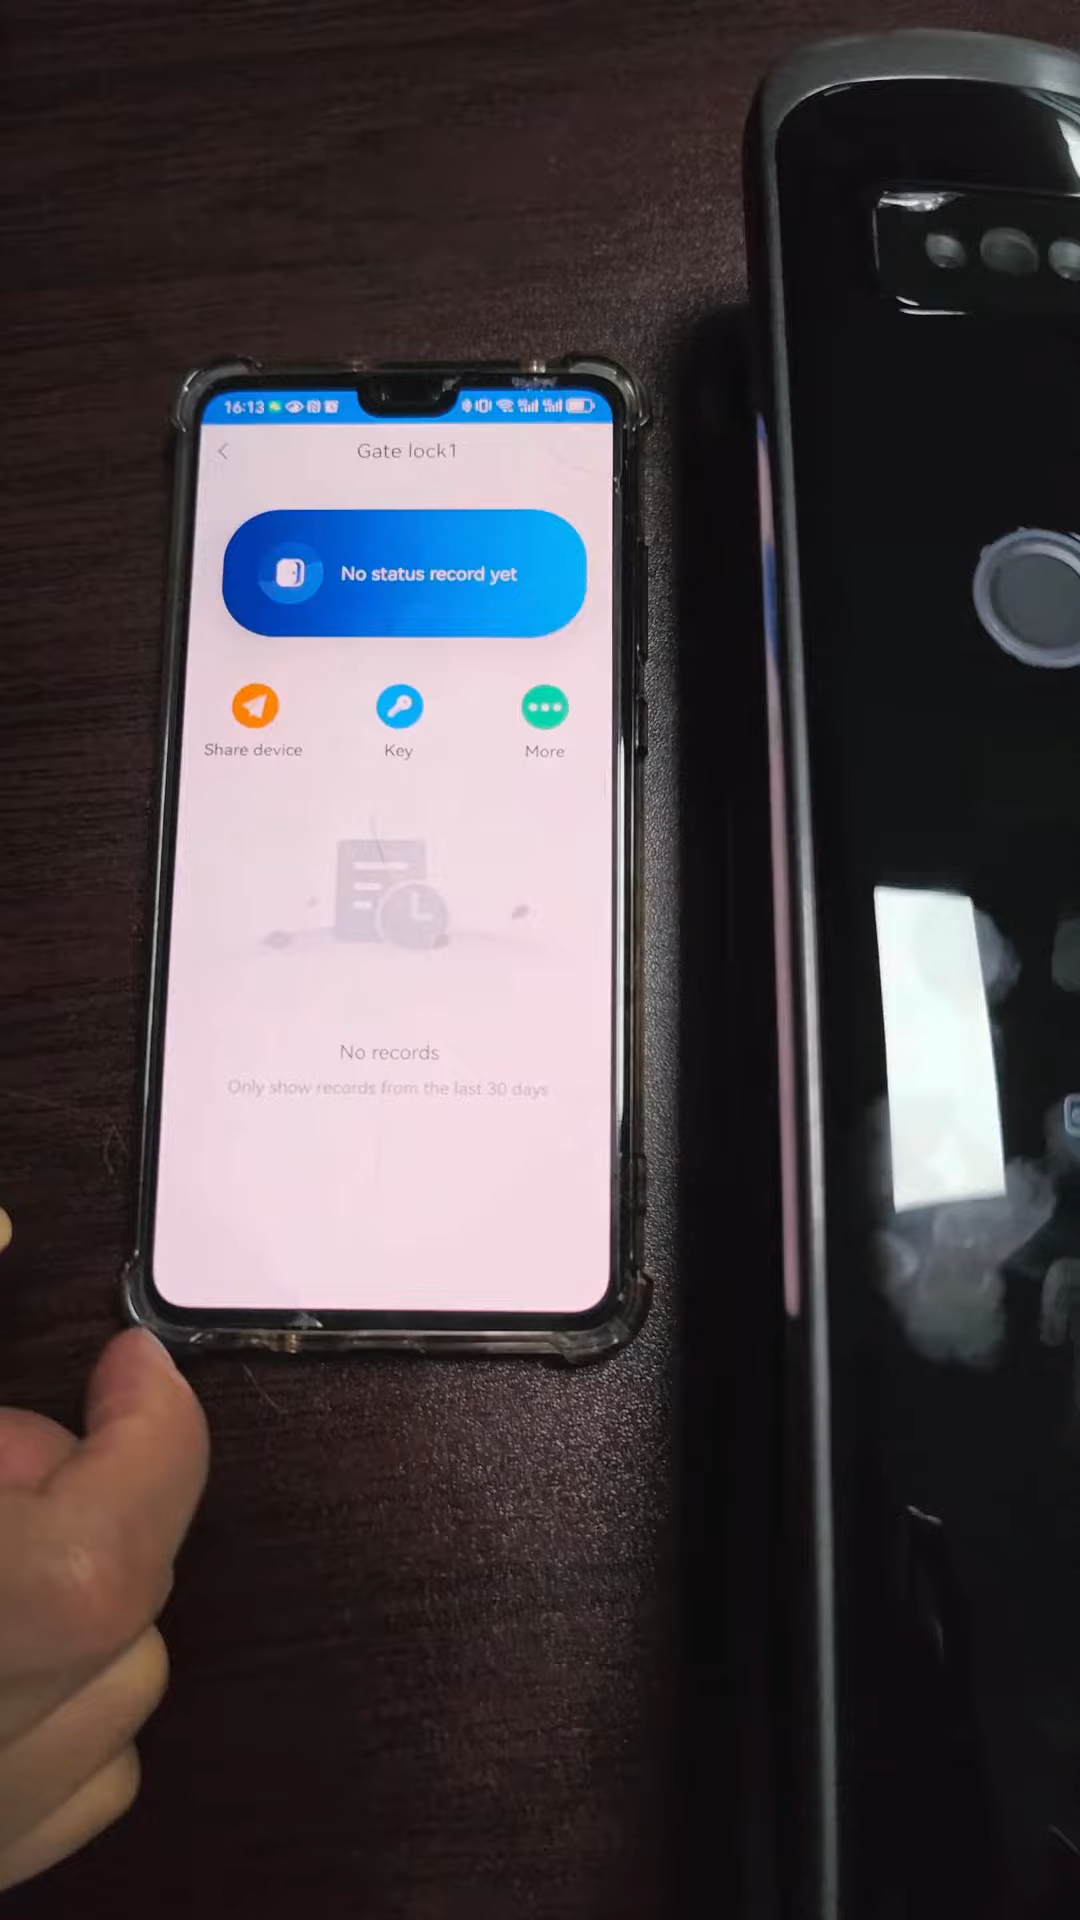 16:13
Gate lock1
No status record yet
Share device
Key
More
No records
Only show records from the last 30 days